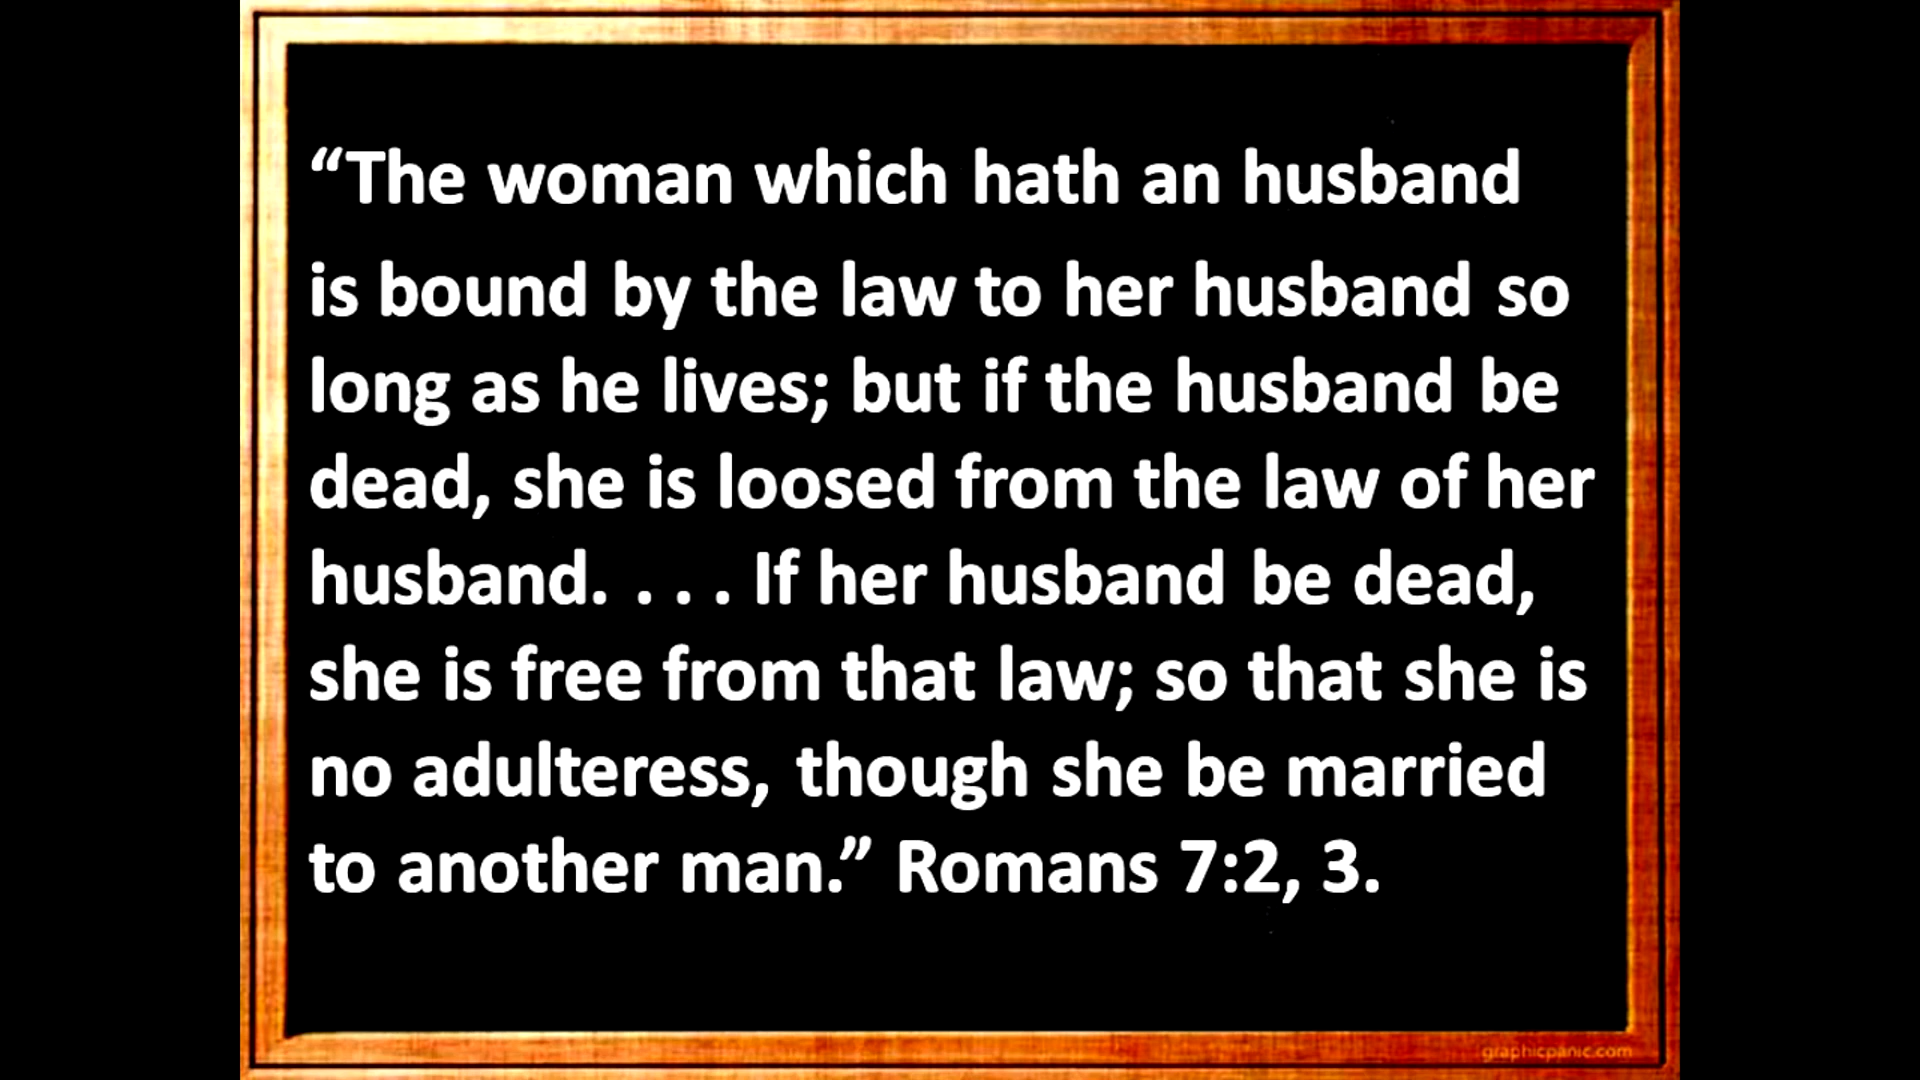 “The woman which hath an husband
is bound by the law to her husband so
long as he lives; but if the husband be
dead, she is loosed from the law of her
husband. . . . If her husband be dead,
she is free from that law; so that she is
no adulteress, though she be married
to another man.” Romans 7:2, 3.
graphicpanic.com